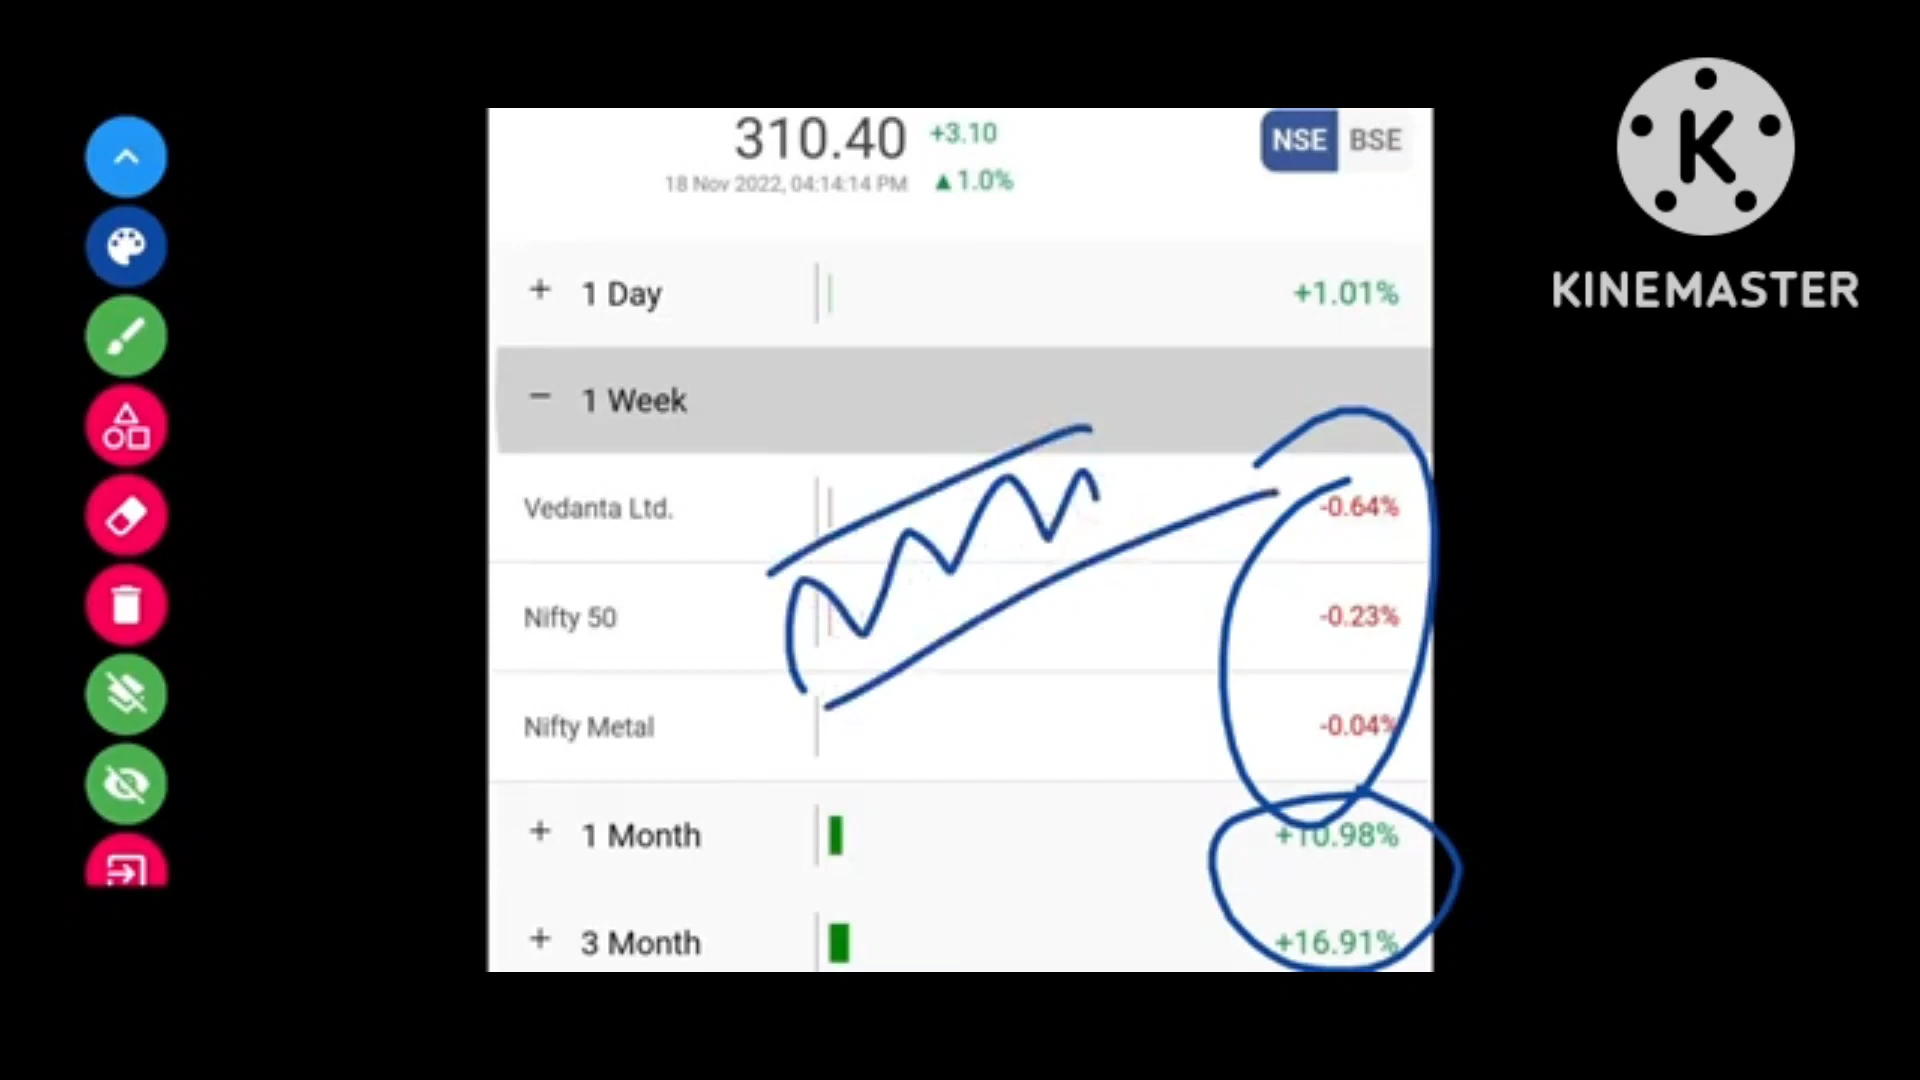 310.40 +3.10
18 Nov 2022, 04:14:14 PM ▲1.0%
NSE BSE
K
KINEMASTER
+ 1 Day +1.01%
− 1 Week
Vedanta Ltd. -0.64%
Nifty 50 -0.23%
Nifty Metal -0.04%
+ 1 Month +10.98%
+ 3 Month +16.91%